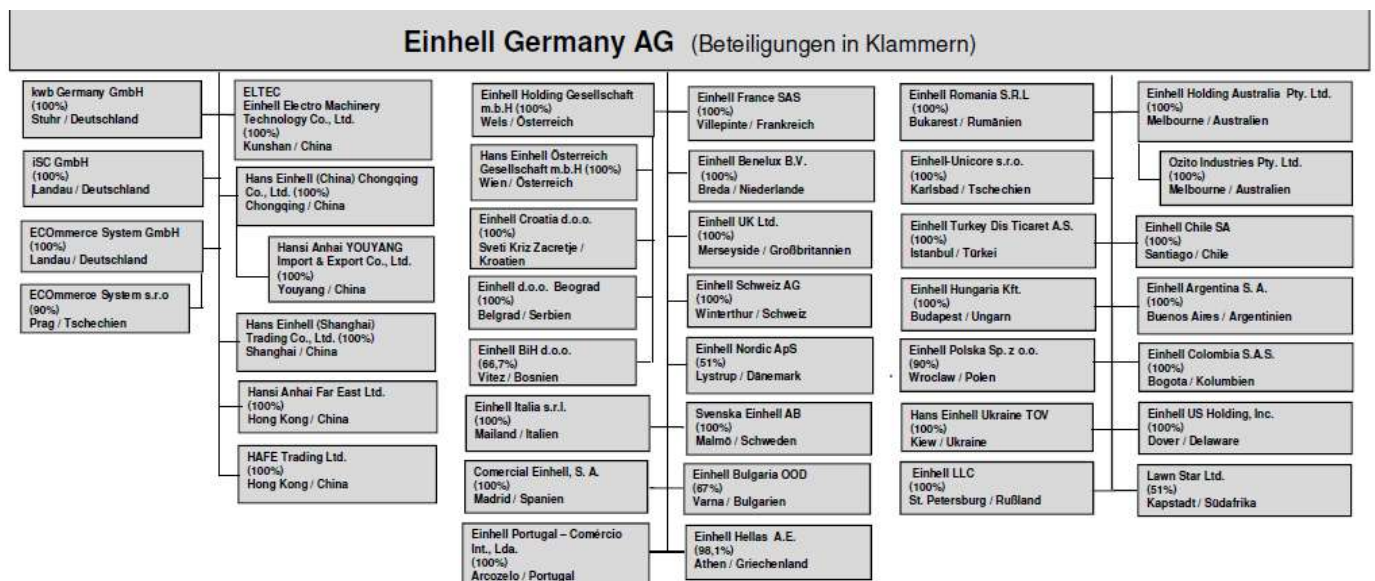 Einhell Germany AG (Beteiligungen in Klammern)
kwb Germany GmbH
(100%)
Stuhr / Deutschland
iSC GmbH
(100%)
Landau / Deutschland
ECOmmerce System GmbH
(100%)
Landau / Deutschland
ECOmmerce System s.r.o
(90%)
Prag / Tschechien
ELTEC
Einhell Electro Machinery
Technology Co., Ltd.
(100%)
Kunshan / China
Hans Einhell (China) Chongqing
Co., Ltd. (100%)
Chongqing / China
Hansi Anhai YOUYANG
Import & Export Co., Ltd.
(100%)
Youyang / China
Hans Einhell (Shanghai)
Trading Co., Ltd. (100%)
Shanghai / China
Hansi Anhai Far East Ltd.
(100%)
Hong Kong / China
HAFE Trading Ltd.
(100%)
Hong Kong / China
Einhell Holding Gesellschaft
m.b.H (100%)
Wels / Österreich
Hans Einhell Österreich
Gesellschaft m.b.H (100%)
Wien / Österreich
Einhell Croatia d.o.o.
(100%)
Sveti Kriz Zacretje /
Kroatien
Einhell d.o.o. Beograd
(100%)
Belgrad / Serbien
Einhell BiH d.o.o.
(66,7%)
Vitez / Bosnien
Einhell Italia s.r.l.
(100%)
Mailand / Italien
Comercial Einhell, S. A.
(100%)
Madrid / Spanien
Einhell Portugal – Comércio
Int., Lda.
(100%)
Arcozelo / Portugal
Einhell France SAS
(100%)
Villepinte / Frankreich
Einhell Benelux B.V.
(100%)
Breda / Niederlande
Einhell UK Ltd.
(100%)
Merseyside / Großbritannien
Einhell Schweiz AG
(100%)
Winterthur / Schweiz
Einhell Nordic ApS
(51%)
Lystrup / Dänemark
Svenska Einhell AB
(100%)
Malmö / Schweden
Einhell Bulgaria OOD
(67%)
Varna / Bulgarien
Einhell Hellas A.E.
(98,1%)
Athen / Griechenland
Einhell Romania S.R.L
(100%)
Bukarest / Rumänien
Einhell-Unicore s.r.o.
(100%)
Karlsbad / Tschechien
Einhell Turkey Dis Ticaret A.S.
(100%)
Istanbul / Türkei
Einhell Hungaria Kft.
(100%)
Budapest / Ungarn
Einhell Polska Sp. z o.o.
(90%)
Wroclaw / Polen
Hans Einhell Ukraine TOV
(100%)
Kiew / Ukraine
Einhell LLC
(100%)
St. Petersburg / Rußland
Einhell Holding Australia Pty. Ltd.
(100%)
Melbourne / Australien
Ozito Industries Pty. Ltd.
(100%)
Melbourne / Australien
Einhell Chile SA
(100%)
Santiago / Chile
Einhell Argentina S. A.
(100%)
Buenos Aires / Argentinien
Einhell Colombia S.A.S.
(100%)
Bogota / Kolumbien
Einhell US Holding, Inc.
(100%)
Dover / Delaware
Lawn Star Ltd.
(51%)
Kapstadt / Südafrika